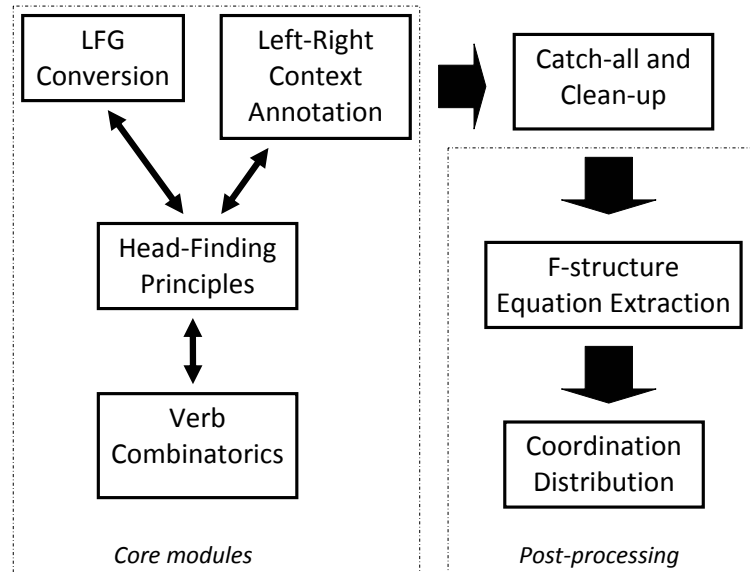 LFG
Conversion
Left-Right
Context
Annotation
Catch-all and
Clean-up
Head-Finding
Principles
F-structure
Equation Extraction
Verb
Combinatorics
Coordination
Distribution
Core modules
Post-processing